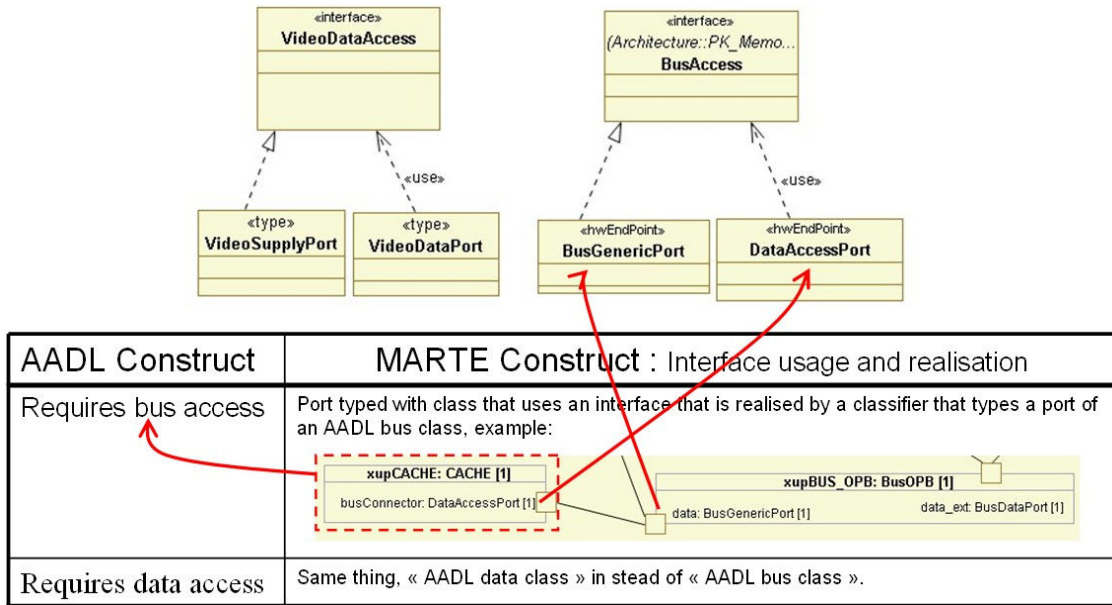 «interface»
VideoDataAccess
«interface»
(Architecture::PK_Memo...
BusAccess
«use»
«use»
«type»
VideoSupplyPort
«type»
VideoDataPort
«hwEndPoint»
BusGenericPort
«hwEndPoint»
DataAccessPort
AADL Construct
MARTE Construct : Interface usage and realisation
Requires bus access
Port typed with class that uses an interface that is realised by a classifier that types a port of
an AADL bus class, example:
xupCACHE: CACHE [1]
busConnector: DataAccessPort [1]
xupBUS_OPB: BusOPB [1]
data: BusGenericPort [1]
data_ext: BusDataPort [1]
Requires data access
Same thing, « AADL data class » in stead of « AADL bus class ».